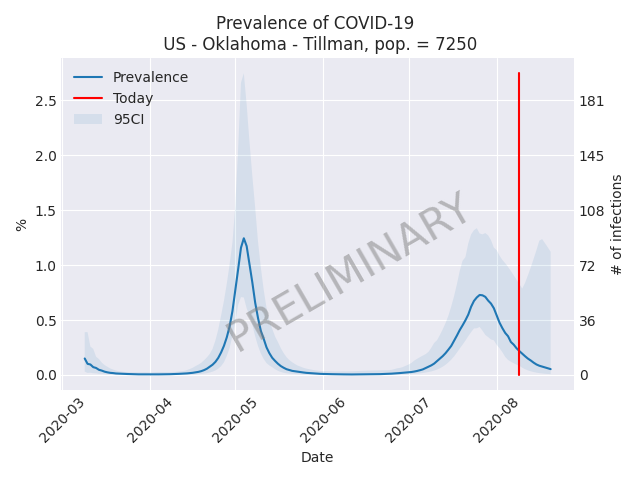 Prevalence of COVID-19
US - Oklahoma - Tillman, pop. = 7250
Prevalence
Today
95CI
PRELIMINARY
%
2.5
2.0
1.5
1.0
0.5
0.0
181
145
108
72
36
0
# of infections
2020-03
2020-04
2020-05
2020-06
2020-07
2020-08
Date